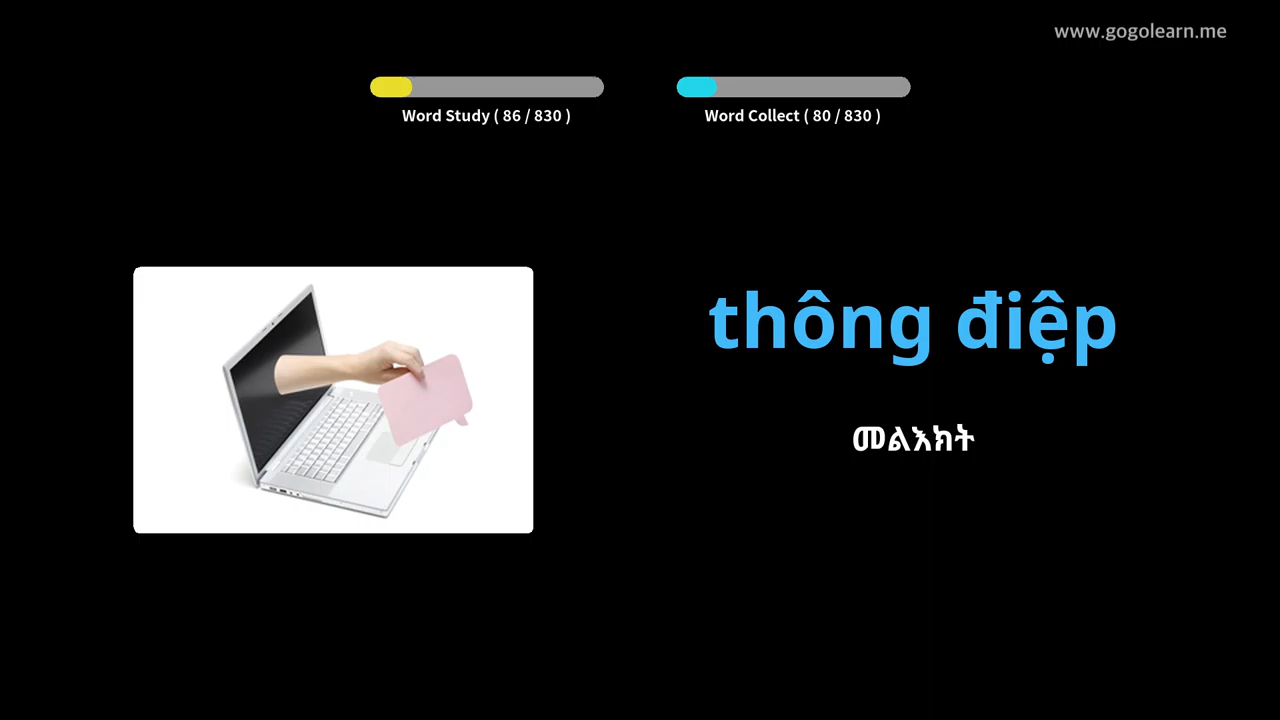 www.gogolearn.me
Word Study ( 86 / 830 )
Word Collect ( 80 / 830 )
thông điệp
መልእክት